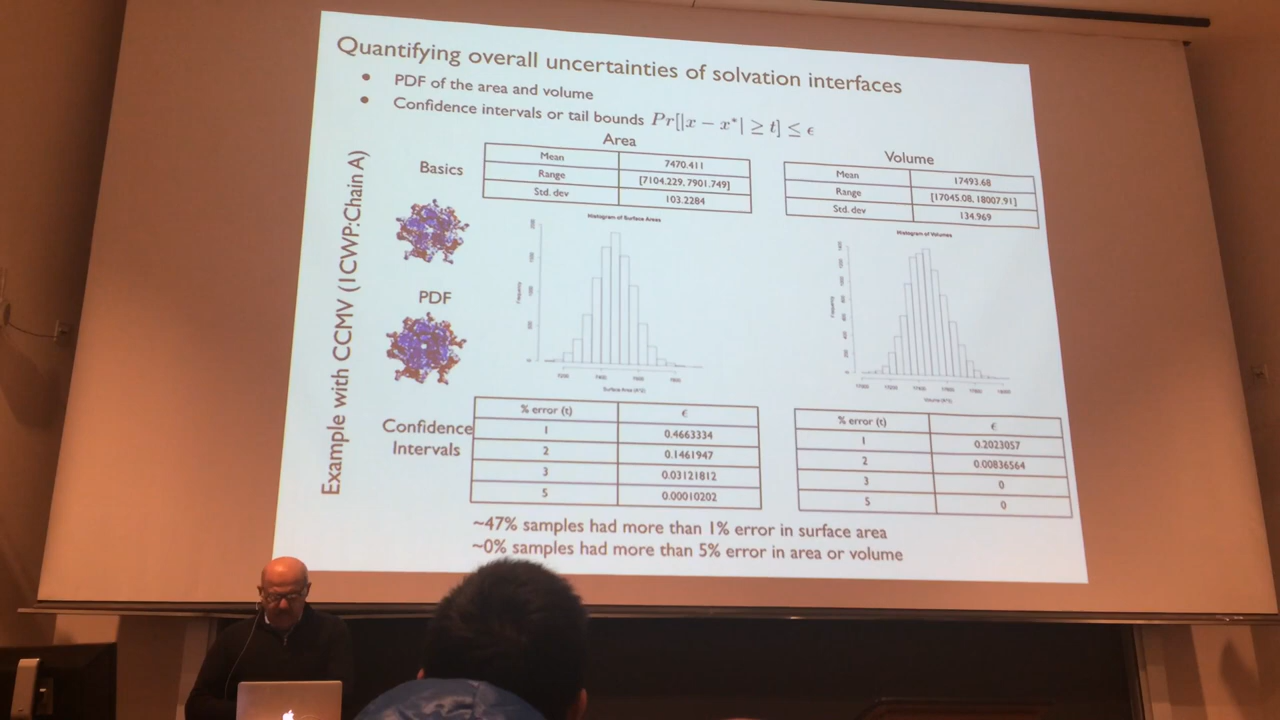 Quantifying overall uncertainties of solvation interfaces
• PDF of the area and volume
• Confidence intervals or tail bounds Pr[|x − x*| ≥ t] ≤ ϵ
Example with CCMV (1CWP:Chain A)
Basics
Area
Mean 7470.411
Range [7104.229, 7901.749]
Std. dev 103.2284
Volume
Mean 17493.68
Range [17045.08, 18007.91]
Std. dev 134.969
PDF
Histogram of Surface Areas
Frequency
Surface Area (Å^2)
Histogram of Volumes
Frequency
Volume (Å^3)
Confidence
Intervals
% error (t) ϵ
1 0.4663334
2 0.1461947
3 0.03121812
5 0.00010202
% error (t) ϵ
1 0.2023057
2 0.00836564
3 0
5 0
~47% samples had more than 1% error in surface area
~0% samples had more than 5% error in area or volume